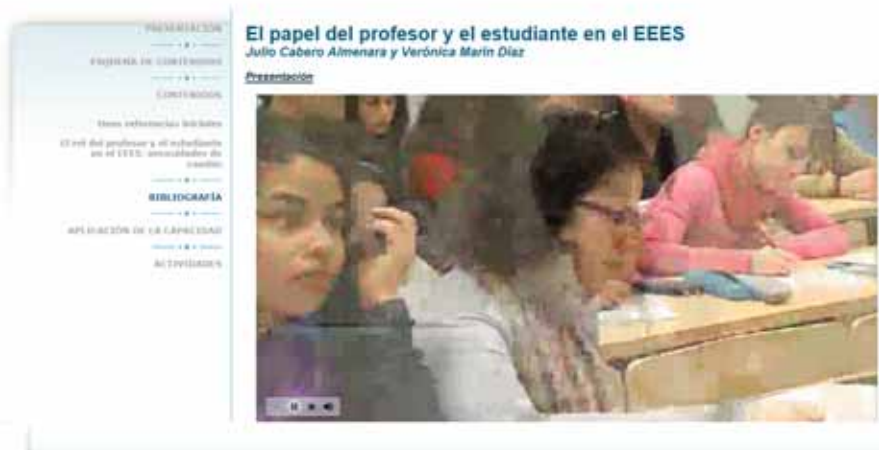 PRESENTACIÓN
ESQUEMA DE CONTENIDOS
CONTENIDOS
Unas referencias iniciales
El rol del profesor y el estudiante
en el EEES: necesidades de
cambio
BIBLIOGRAFÍA
APLICACIÓN DE LA CAPACIDAD
ACTIVIDADES
El papel del profesor y el estudiante en el EEES
Julio Cabero Almenara y Verónica Marín Díaz
Presentación